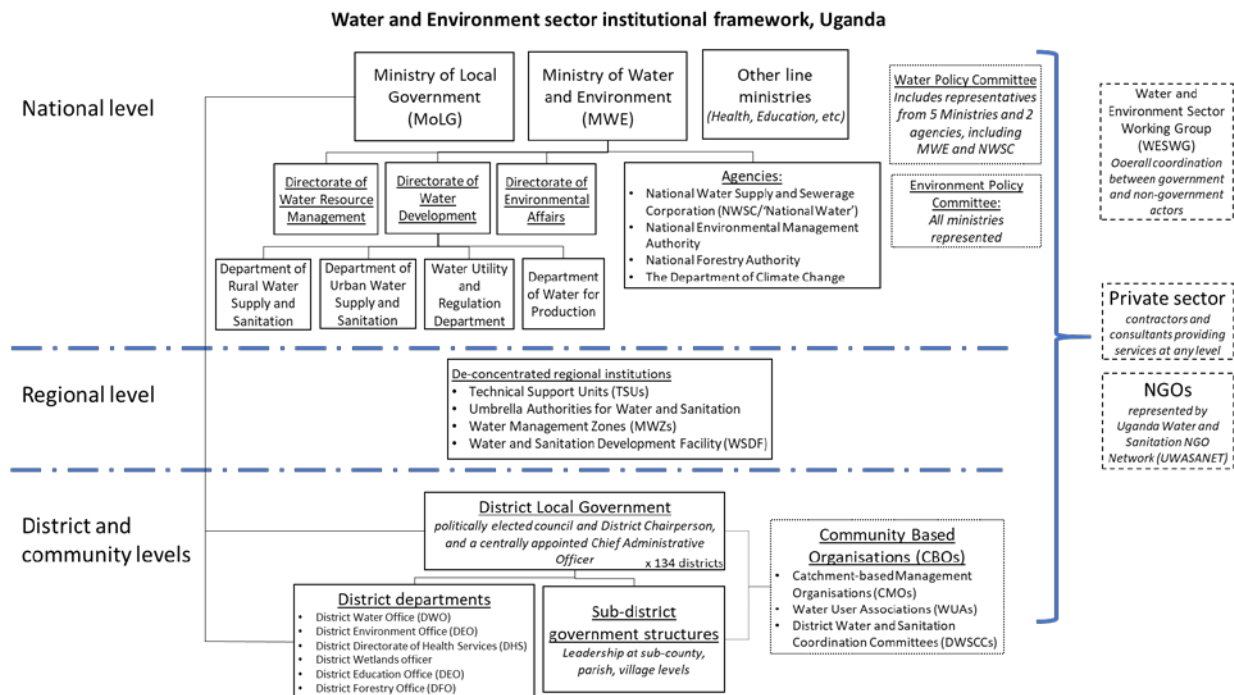 Water and Environment sector institutional framework, Uganda
National level
Ministry of Local
Government
(MoLG)
Ministry of Water
and Environment
(MWE)
Other line
ministries
(Health, Education, etc)
Water Policy Committee
Includes representatives
from 5 Ministries and 2
agencies, including
MWE and NWSC
Water and
Environment Sector
Working Group
(WESWG)
Overall coordination
between government
and non-government
actors
Directorate of
Water Resource
Management
Directorate of
Water
Development
Directorate of
Environmental
Affairs
Agencies:
• National Water Supply and Sewerage
Corporation (NWSC/'National Water')
• National Environmental Management
Authority
• National Forestry Authority
• The Department of Climate Change
Environment Policy
Committee:
All ministries
represented
Department of
Rural Water
Supply and
Sanitation
Department of
Urban Water
Supply and
Sanitation
Water Utility
and
Regulation
Department
Department
of Water for
Production
Private sector
contractors and
consultants providing
services at any level
Regional level
De-concentrated regional institutions
• Technical Support Units (TSUs)
• Umbrella Authorities for Water and Sanitation
• Water Management Zones (MWZs)
• Water and Sanitation Development Facility (WSDF)
NGOs
represented by
Uganda Water and
Sanitation NGO
Network (UWASANET)
District and
community levels
District Local Government
politically elected council and District Chairperson,
and a centrally appointed Chief Administrative
Officer
x 134 districts
Community Based
Organisations (CBOs)
• Catchment-based Management
Organisations (CMOs)
• Water User Associations (WUAs)
• District Water and Sanitation
Coordination Committees (DWSCCs)
District departments
• District Water Office (DWO)
• District Environment Office (DEO)
• District Directorate of Health Services (DHS)
• District Wetlands officer
• District Education Office (DEO)
• District Forestry Office (DFO)
Sub-district
government structures
Leadership at sub-county,
parish, village levels